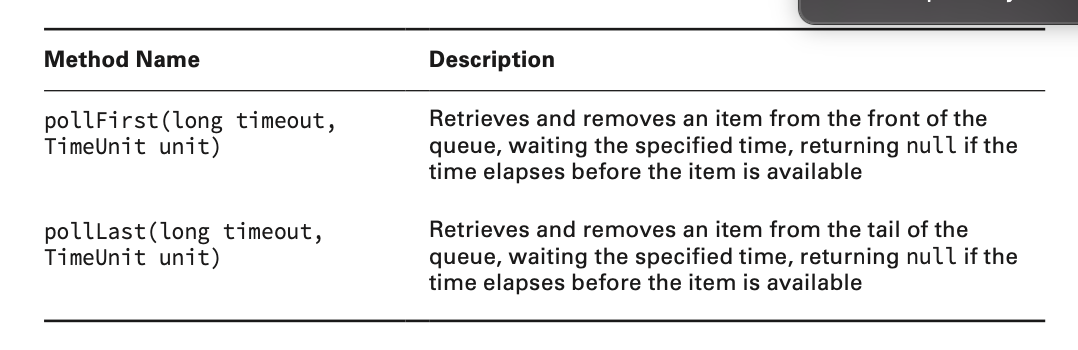 Method Name Description
pollFirst(long timeout, Retrieves and removes an item from the front of the
TimeUnit unit) queue, waiting the specified time, returning null if the
time elapses before the item is available
pollLast(long timeout, Retrieves and removes an item from the tail of the
TimeUnit unit) queue, waiting the specified time, returning null if the
time elapses before the item is available